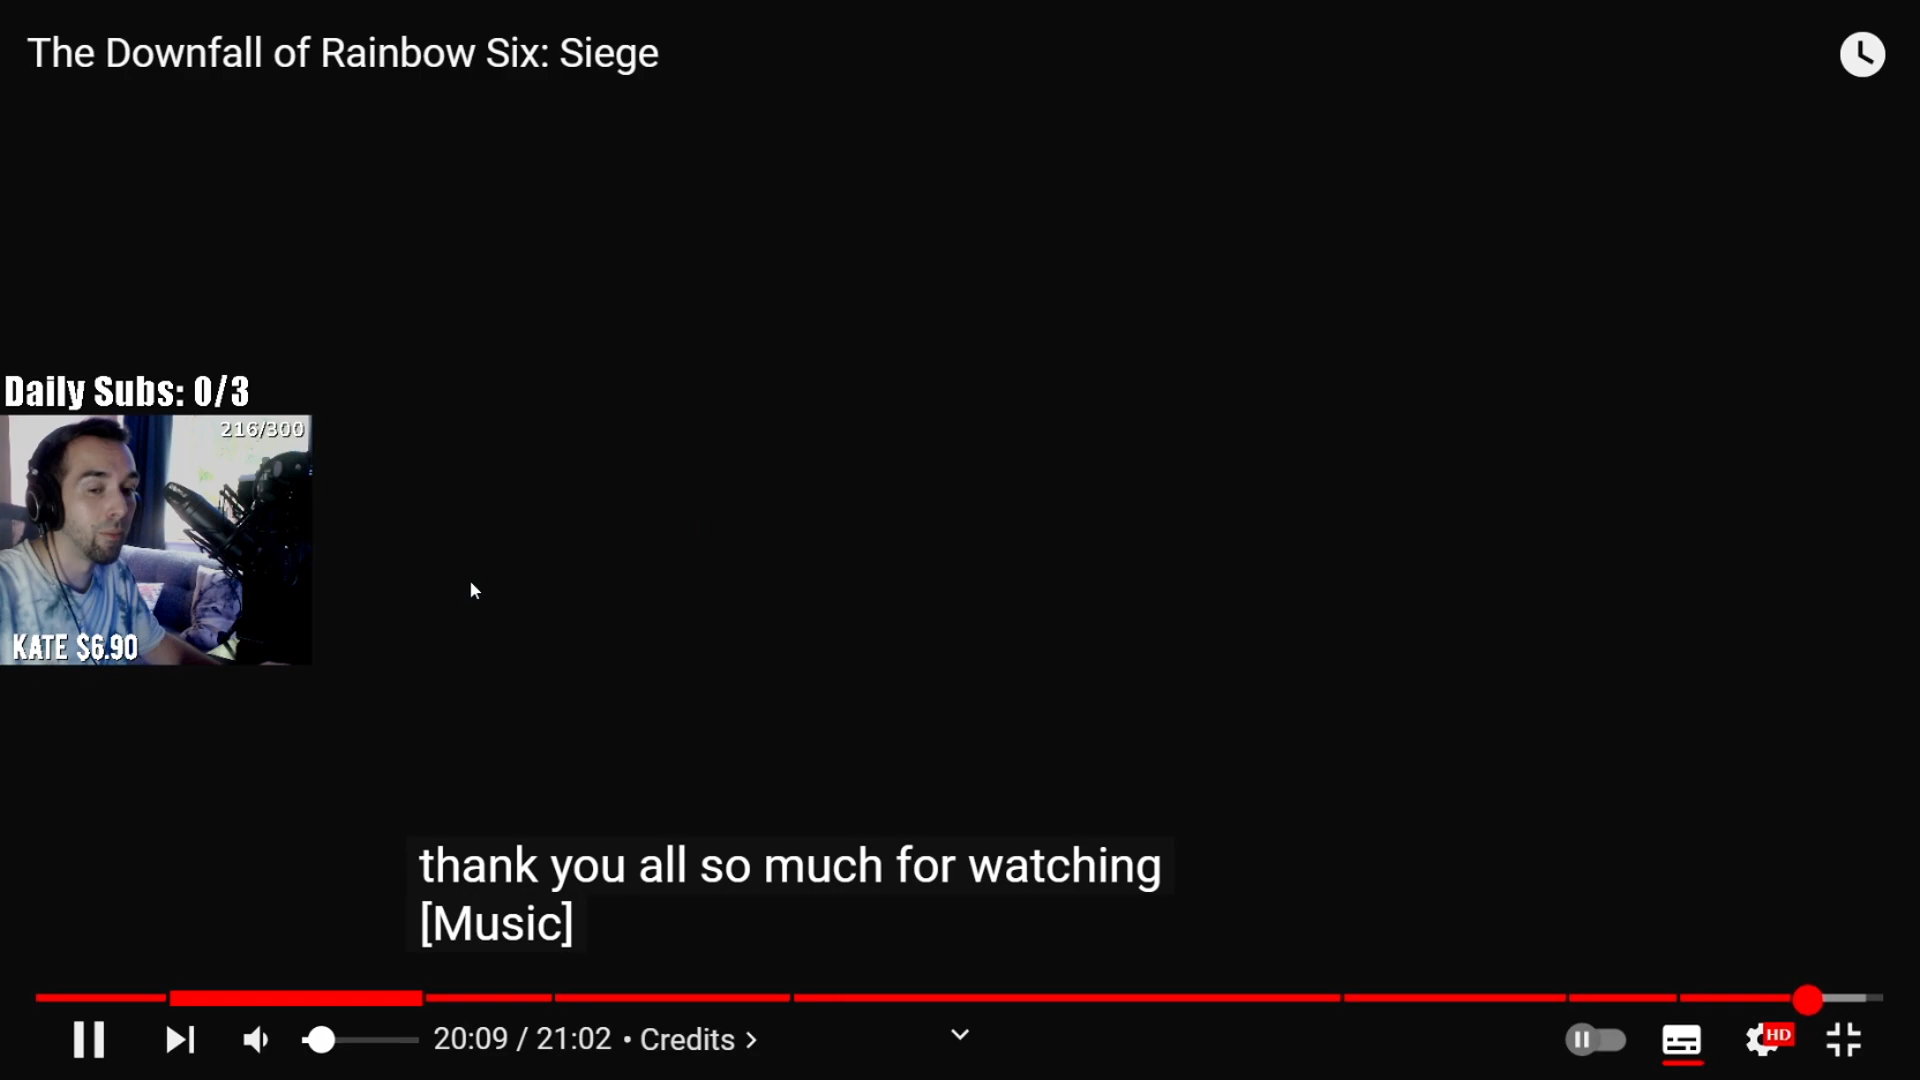 The Downfall of Rainbow Six: Siege
Daily Subs: 0/3
216/300
KATE $6.90
thank you all so much for watching
[Music]
20:09 / 21:02 • Credits >
HD